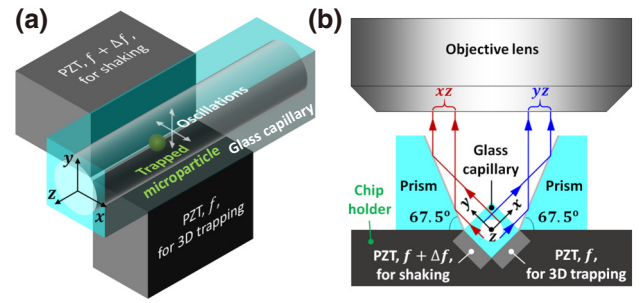 (a)
PZT, f + Δf,
for shaking
Oscillations
Trapped
microparticle
Glass capillary
y
z
x
PZT, f,
for 3D trapping
(b)
Objective lens
xz
yz
Glass
capillary
Prism
Prism
Chip
holder
67.5°
y
x
z
67.5°
PZT, f + Δf,
for shaking
PZT, f,
for 3D trapping